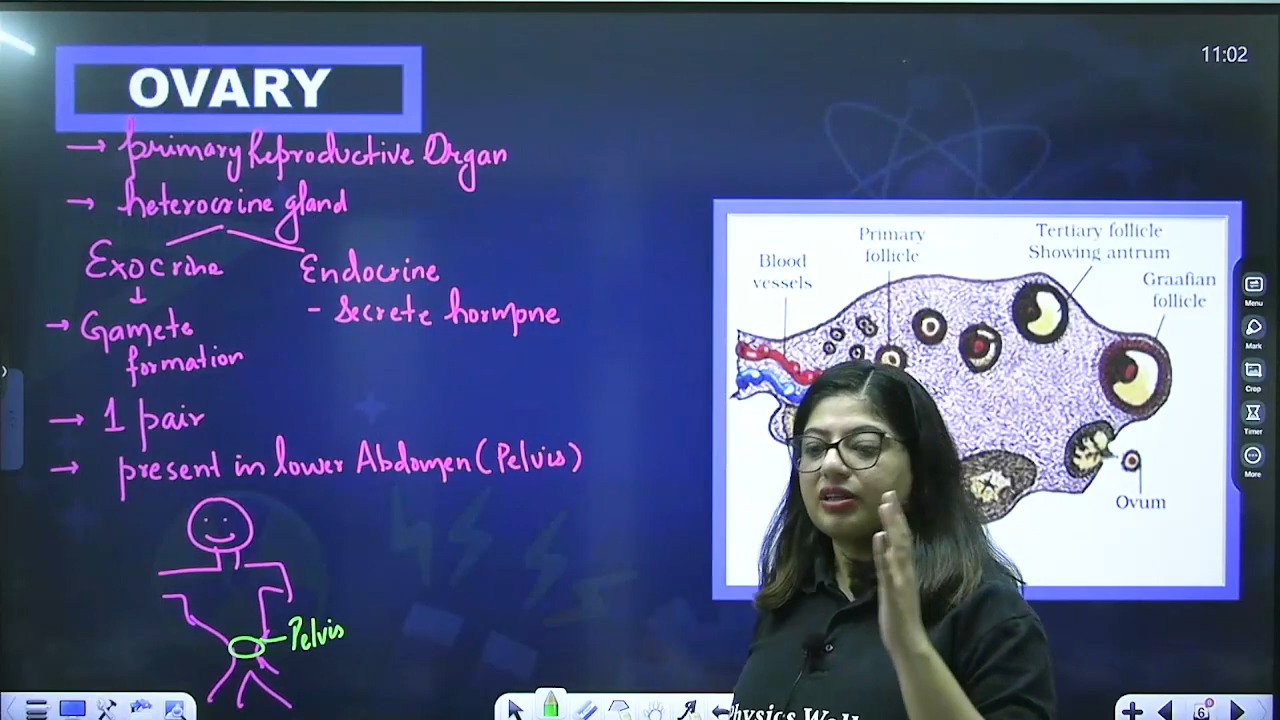 OVARY
11:02
→ primary Reproductive Organ
→ heterocrine gland
Exocrine
Endocrine
- secrete hormone
→ Gamete
formation
→ 1 pair
→ present in lower Abdomen (Pelvis)
Pelvis
Blood
vessels
Primary
follicle
Tertiary follicle
Showing antrum
Graafian
follicle
Ovum
Menu
Mark
Crop
Timer
More
6